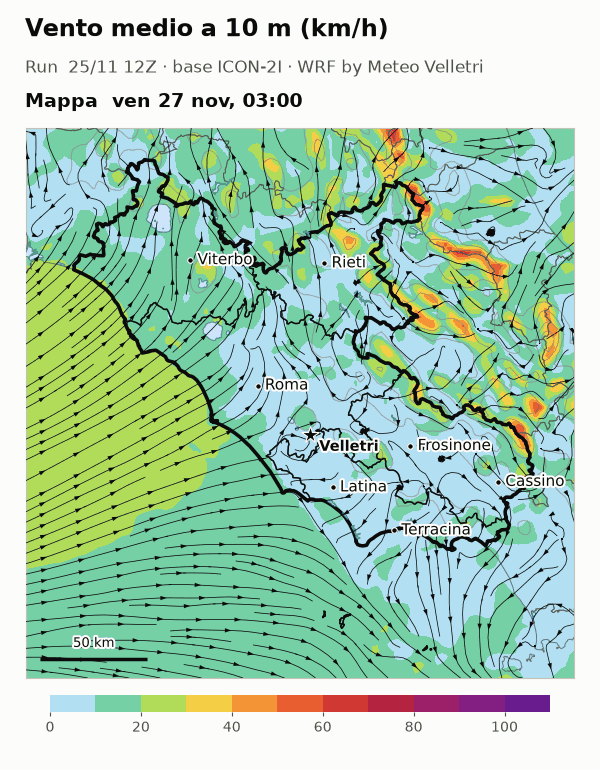 Vento medio a 10 m (km/h)
Run 25/11 12Z · base ICON-2I · WRF by Meteo Velletri
Mappa ven 27 nov, 03:00
Viterbo
Rieti
Roma
Velletri
Frosinone
Cassino
Latina
Terracina
50 km
0 20 40 60 80 100